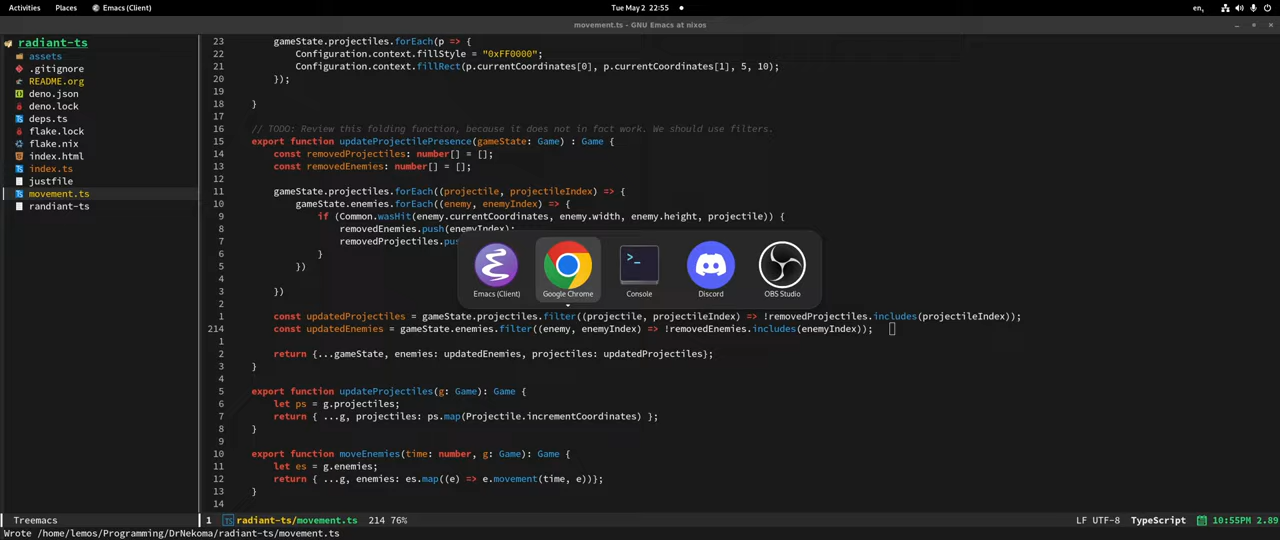 Activities Places Emacs (Client) Tue May 2 22:55 en,
movement.ts - GNU Emacs at nixos
radiant-ts
assets
.gitignore
README.org
deno.json
deno.lock
deps.ts
flake.lock
flake.nix
index.html
index.ts
justfile
movement.ts
randiant-ts
23 gameState.projectiles.forEach(p => {
22 Configuration.context.fillStyle = "0xFF0000";
21 Configuration.context.fillRect(p.currentCoordinates[0], p.currentCoordinates[1], 5, 10);
20 });
19
18 }
17
16 // TODO: Review this folding function, because it does not in fact work. We should use filters.
15 export function updateProjectilePresence(gameState: Game) : Game {
14 const removedProjectiles: number[] = [];
13 const removedEnemies: number[] = [];
12
11 gameState.projectiles.forEach((projectile, projectileIndex) => {
10 gameState.enemies.forEach((enemy, enemyIndex) => {
9 if (Common.wasHit(enemy.currentCoordinates, enemy.width, enemy.height, projectile)) {
8 removedEnemies.push(enemyIndex);
7 removedProjectiles.pus
6 }
5 })
4
3 })
2
1 const updatedProjectiles = gameState.projectiles.filter((projectile, projectileIndex) => !removedProjectiles.includes(projectileIndex));
214 const updatedEnemies = gameState.enemies.filter((enemy, enemyIndex) => !removedEnemies.includes(enemyIndex));
1
2 return {...gameState, enemies: updatedEnemies, projectiles: updatedProjectiles};
3 }
4
5 export function updateProjectiles(g: Game): Game {
6 let ps = g.projectiles;
7 return { ...g, projectiles: ps.map(Projectile.incrementCoordinates) };
8 }
9
10 export function moveEnemies(time: number, g: Game): Game {
11 let es = g.enemies;
12 return { ...g, enemies: es.map((e) => e.movement(time, e))};
13 }
14
Emacs (Client) Google Chrome Console Discord OBS Studio
Treemacs 1 radiant-ts/movement.ts 214 76% LF UTF-8 TypeScript 10:55PM 2.89
Wrote /home/lemos/Programming/DrNekoma/radiant-ts/movement.ts